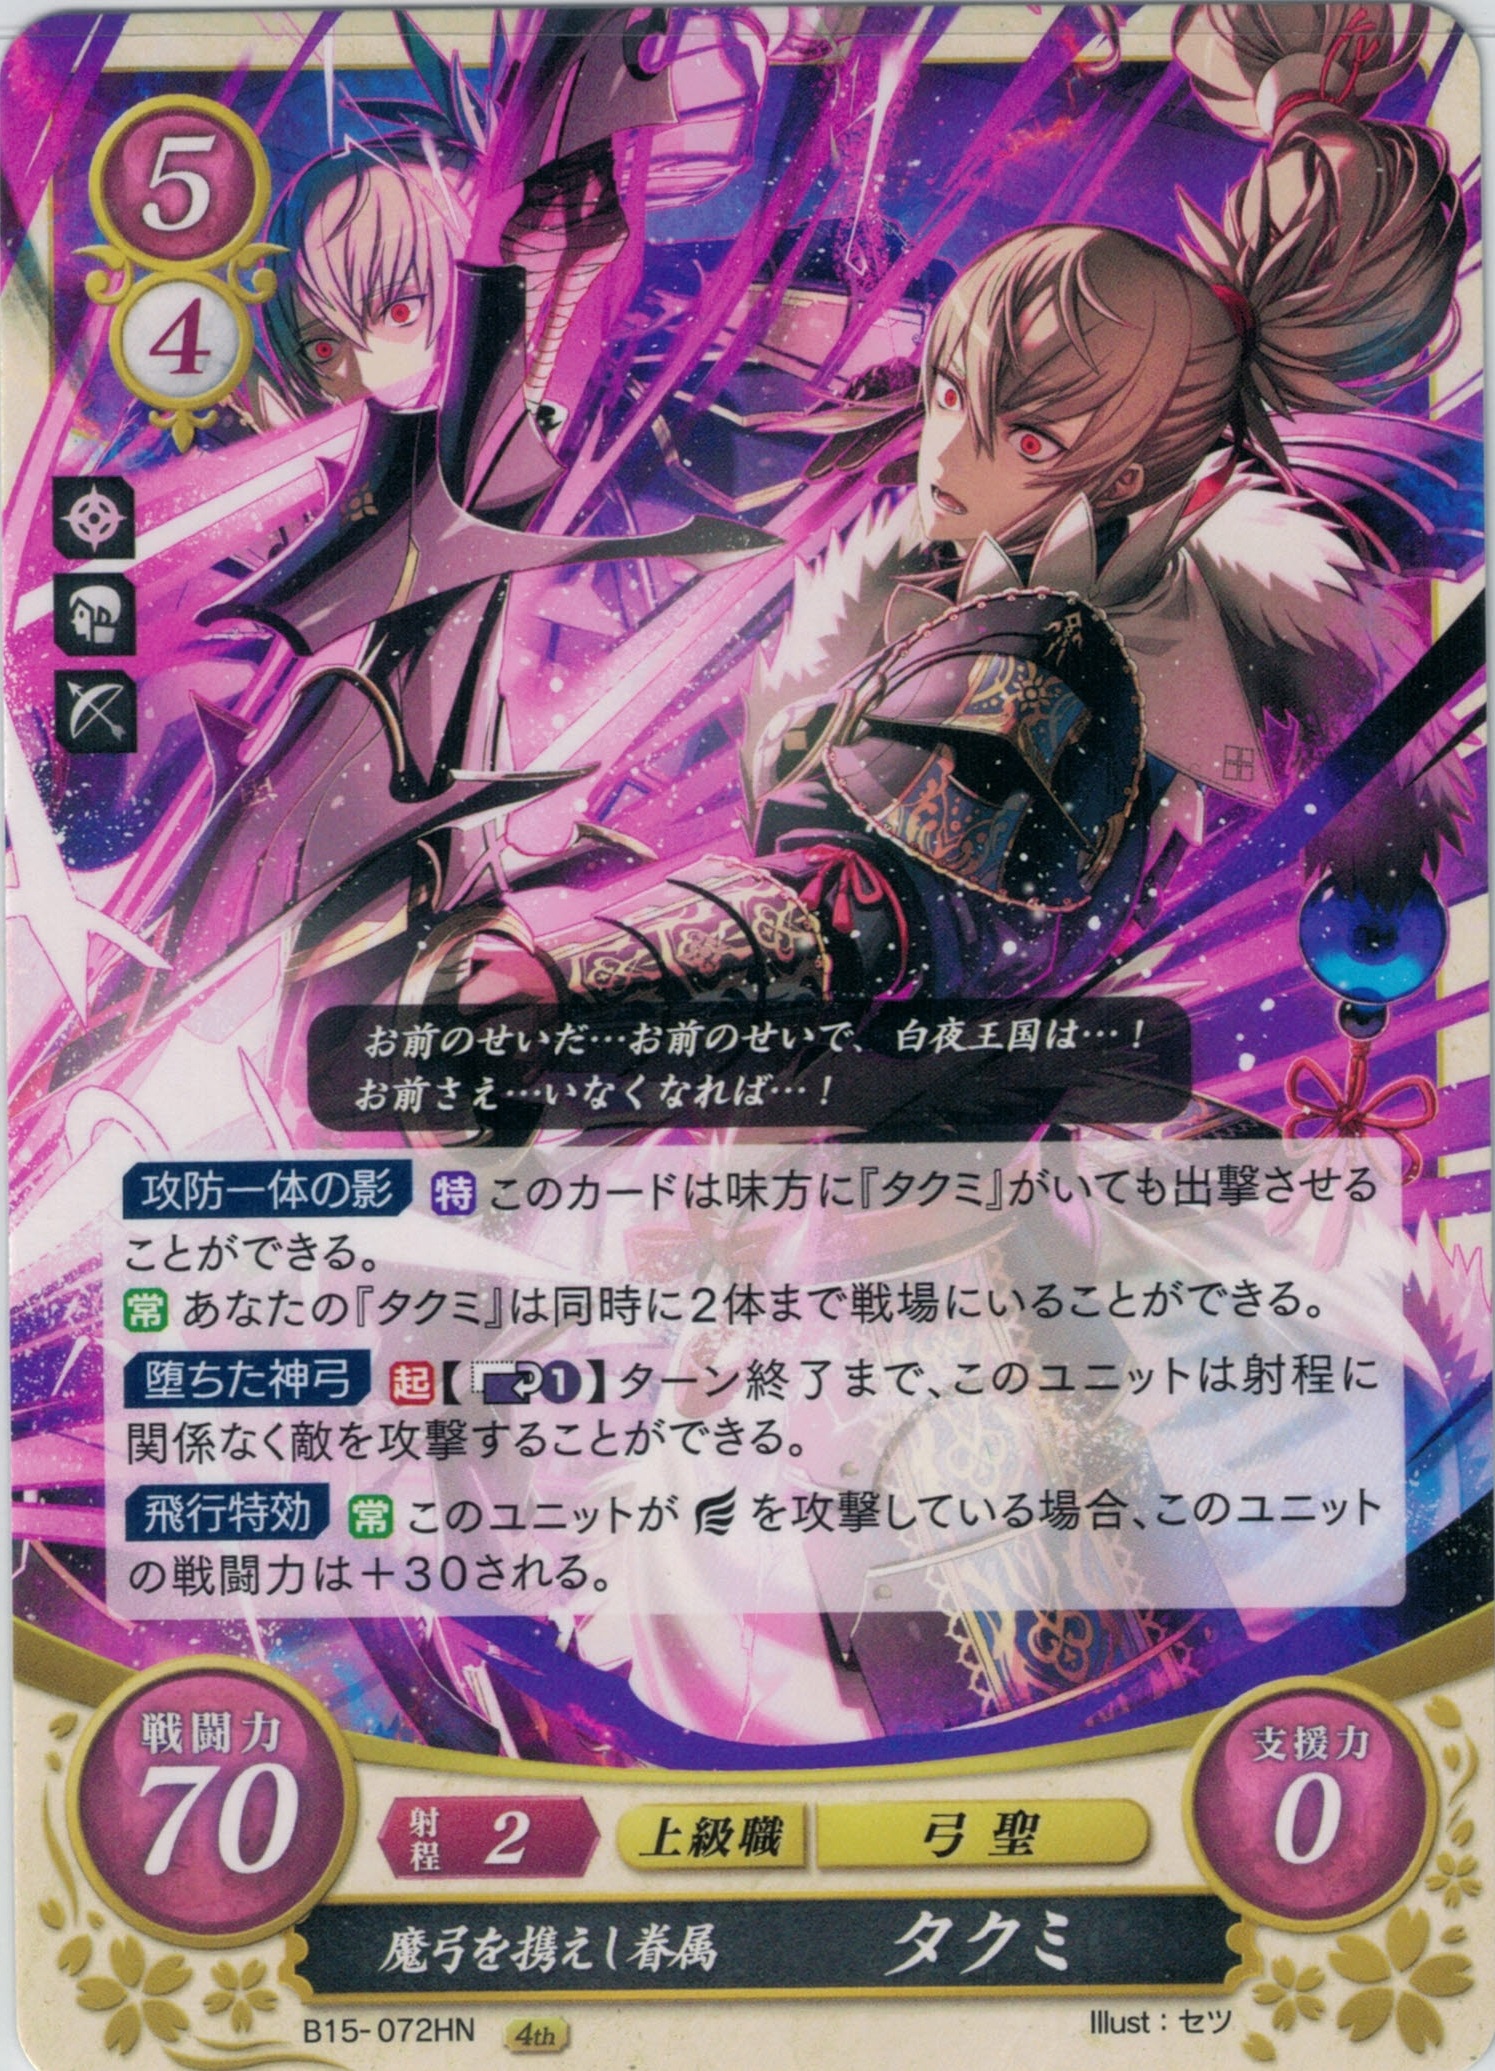 5
4
お前のせいだ…お前のせいで、白夜王国は…!
お前さえ…いなくなれば…!
攻防一体の影 特 このカードは味方に『タクミ』がいても出撃させる
ことができる。
常 あなたの『タクミ』は同時に2体まで戦場にいることができる。
堕ちた神弓 起【1】ターン終了まで、このユニットは射程に
関係なく敵を攻撃することができる。
飛行特効 常 このユニットが を攻撃している場合、このユニット
の戦闘力は+30される。
戦闘力
70
射程 2
上級職 弓聖
支援力
0
魔弓を携えし眷属 タクミ
B15-072HN 4th
Illust:セツ